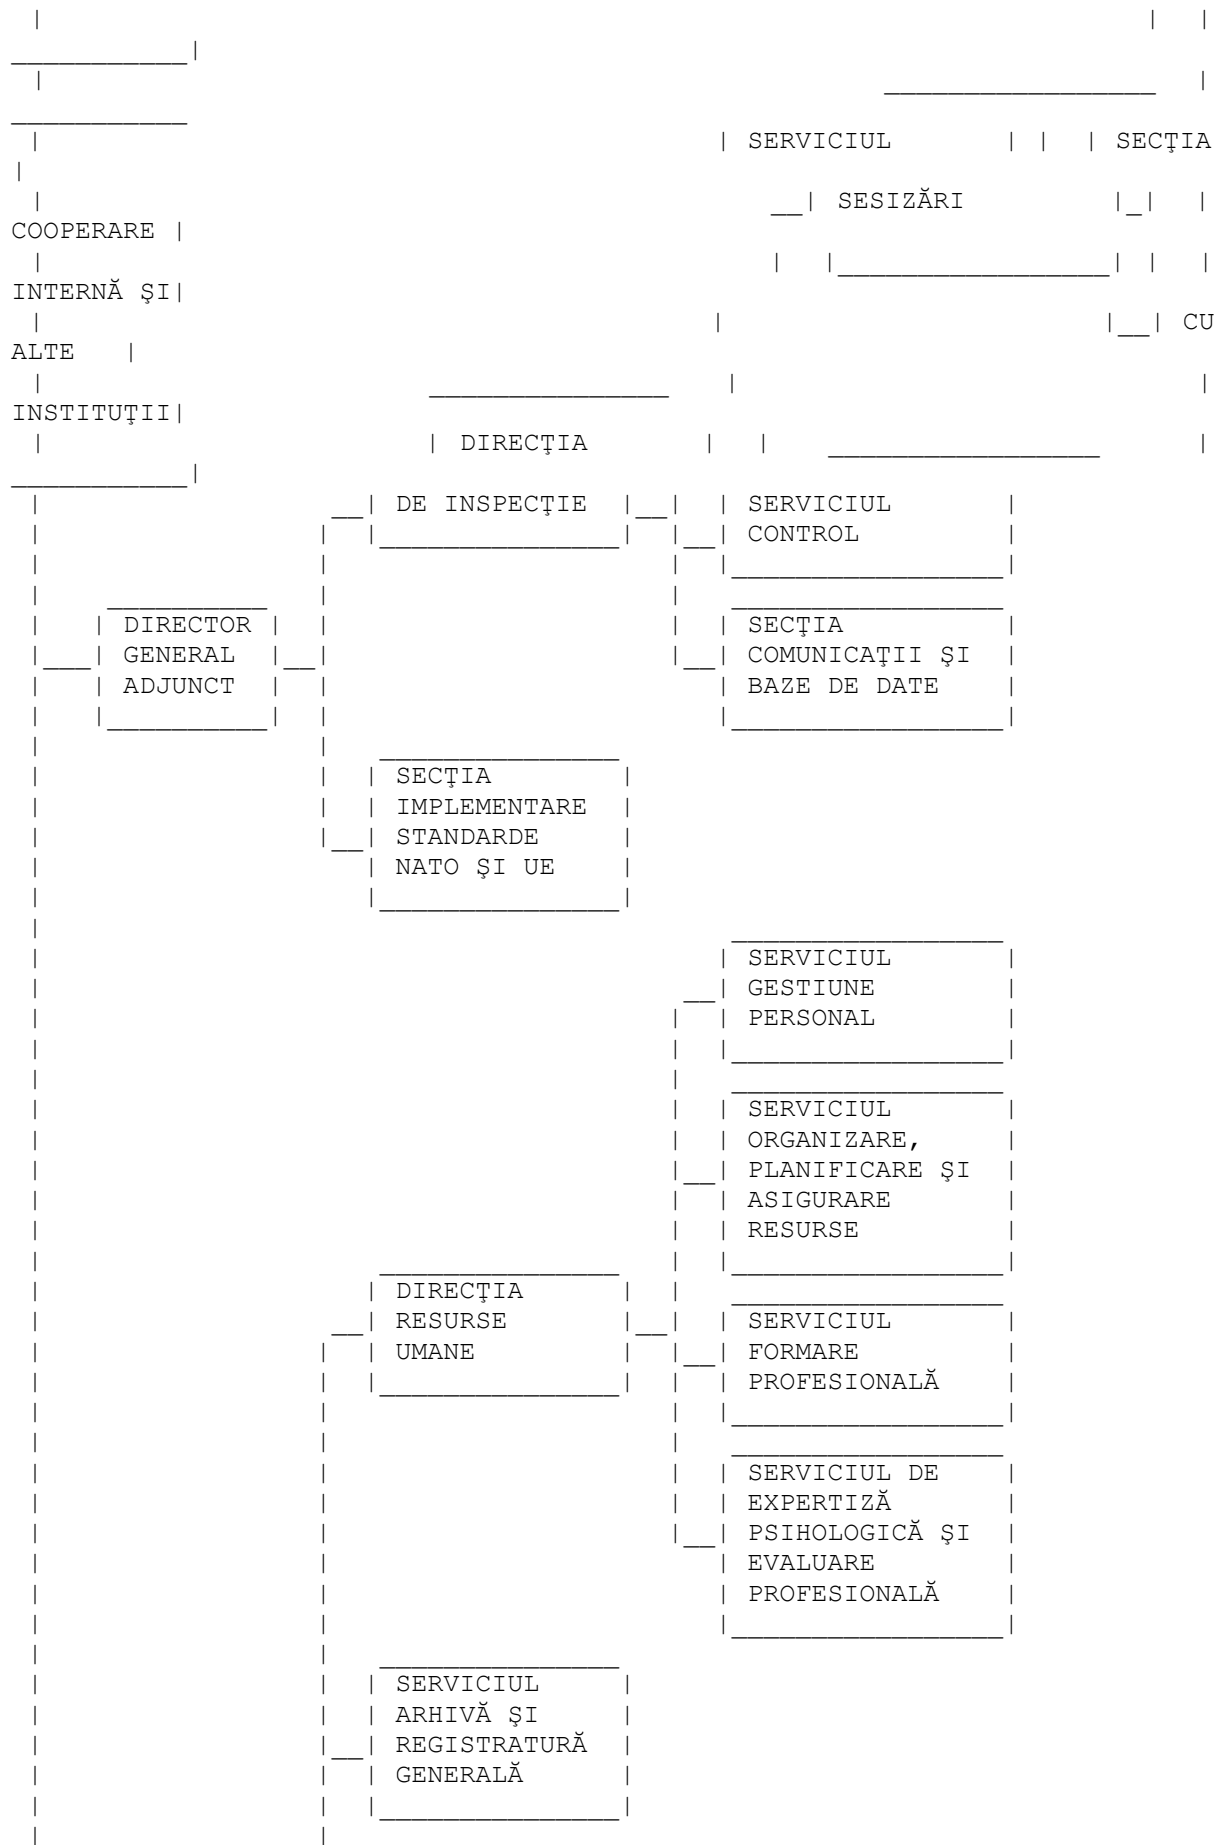 SERVICIUL SECŢIA
SESIZĂRI
COOPERARE
INTERNĂ ŞI
CU
ALTE
INSTITUŢII
DIRECŢIA
DE INSPECŢIE SERVICIUL
CONTROL
SECŢIA
COMUNICAŢII ŞI
BAZE DE DATE
DIRECTOR
GENERAL
ADJUNCT
SECŢIA
IMPLEMENTARE
STANDARDE
NATO ŞI UE
SERVICIUL
GESTIUNE
PERSONAL
SERVICIUL
ORGANIZARE,
PLANIFICARE ŞI
ASIGURARE
RESURSE
DIRECŢIA
RESURSE
UMANE
SERVICIUL
FORMARE
PROFESIONALĂ
SERVICIUL DE
EXPERTIZĂ
PSIHOLOGICĂ ŞI
EVALUARE
PROFESIONALĂ
SERVICIUL
ARHIVĂ ŞI
REGISTRATURĂ
GENERALĂ